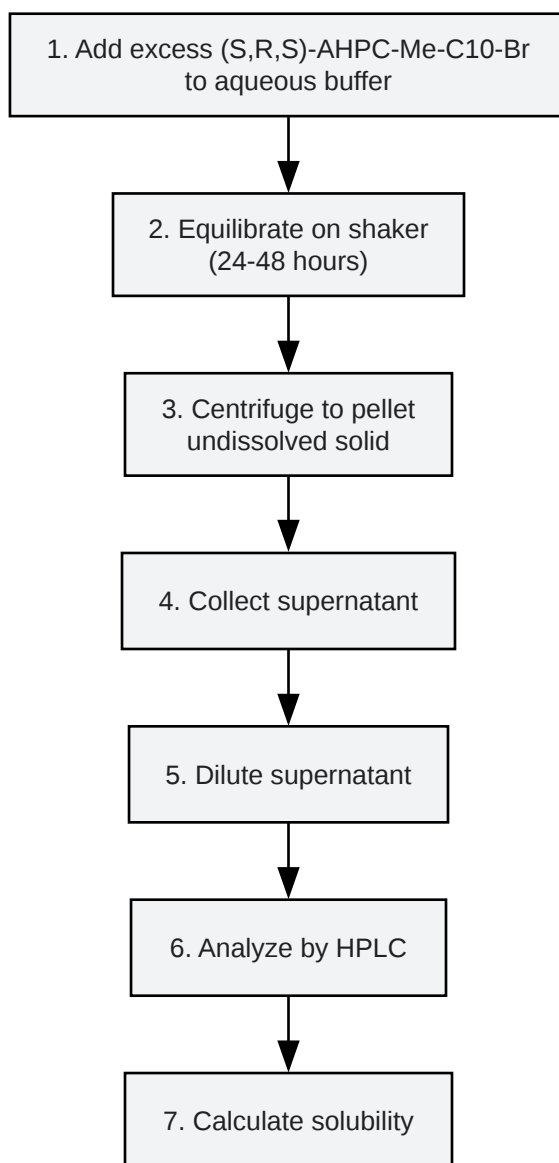 1. Add excess (S,R,S)-AHPC-Me-C10-Br
to aqueous buffer
2. Equilibrate on shaker
(24-48 hours)
3. Centrifuge to pellet
undissolved solid
4. Collect supernatant
5. Dilute supernatant
6. Analyze by HPLC
7. Calculate solubility